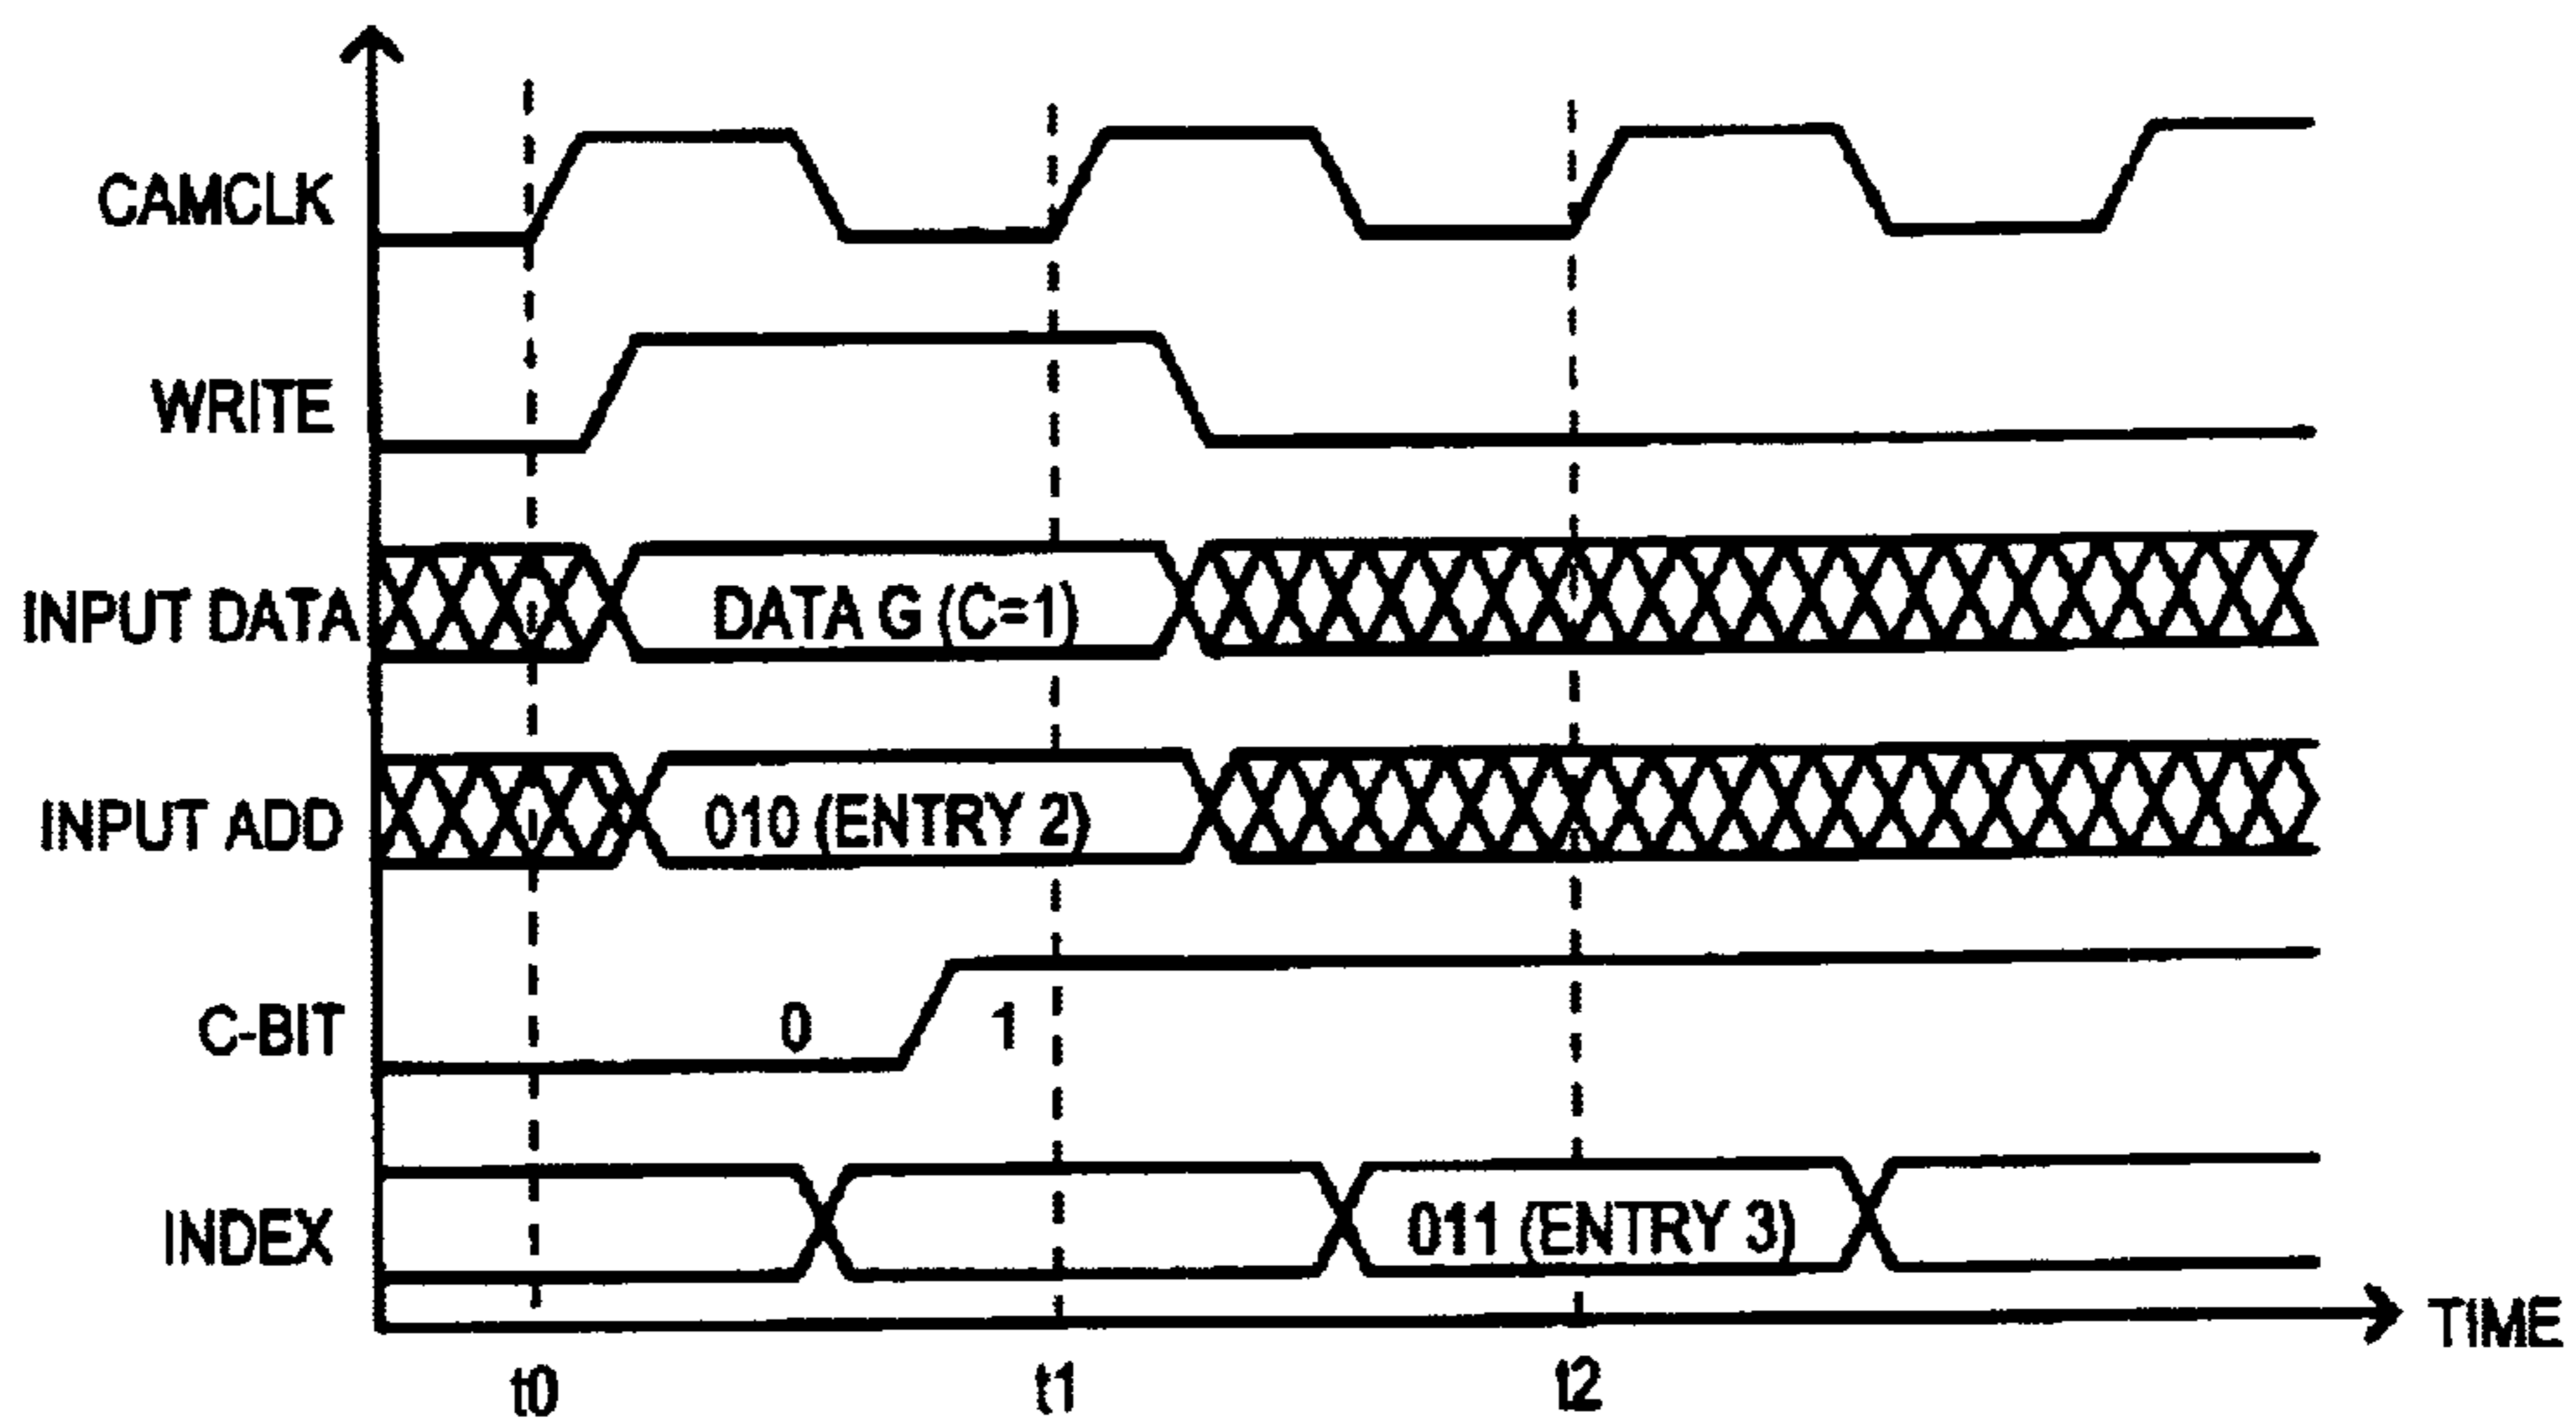 CAMCLK
WRITE
INPUT DATA DATA G (C=1)
INPUT ADD 010 (ENTRY 2)
C-BIT 0 1
INDEX 011 (ENTRY 3)
TIME
t0 t1 t2